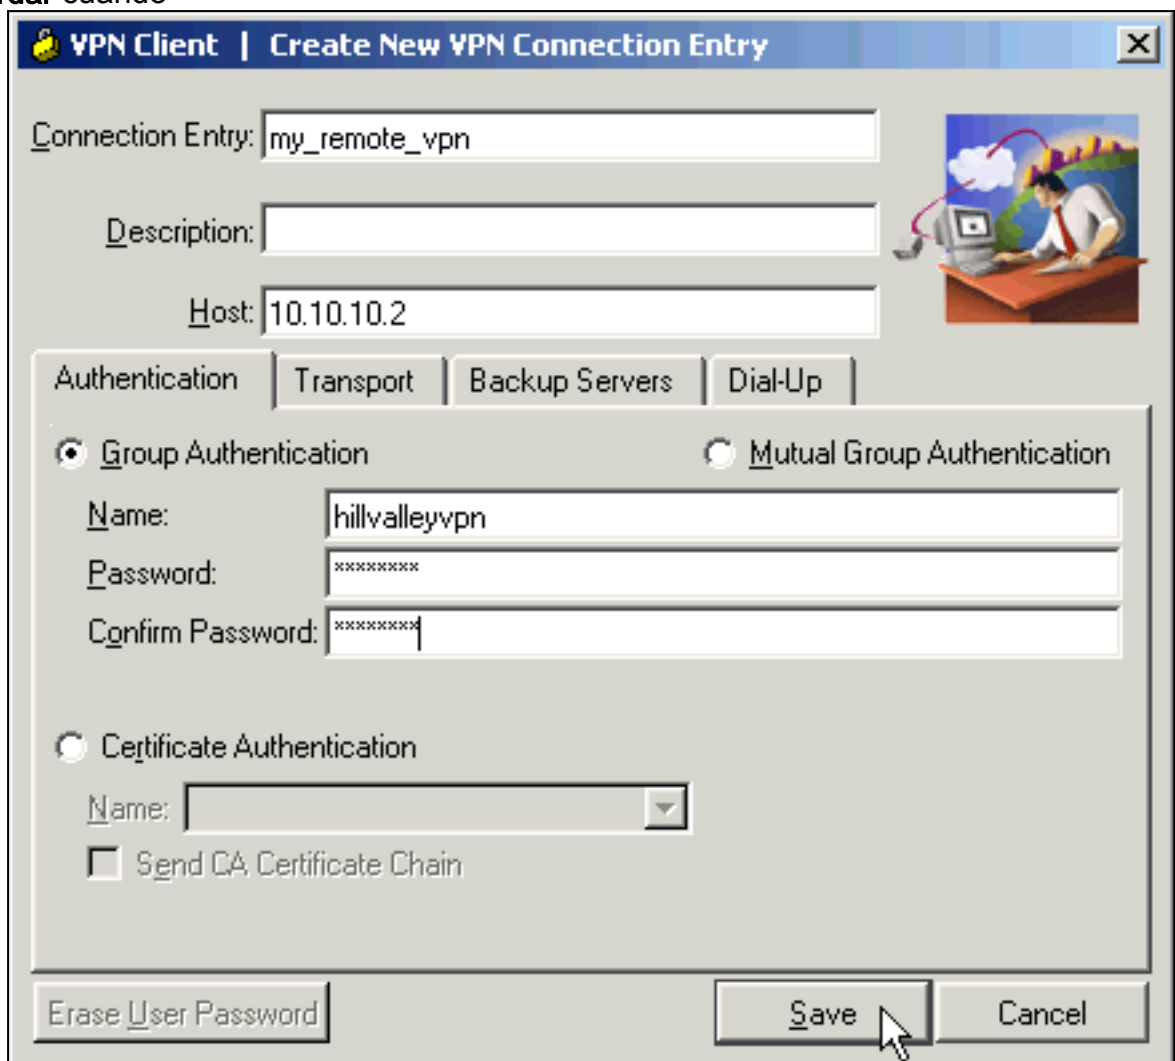 cuando
VPN Client | Create New VPN Connection Entry
Connection Entry: my_remote_vpn
Description:
Host: 10.10.10.2
Authentication Transport Backup Servers Dial-Up
Group Authentication Mutual Group Authentication
Name: hillvalleyvpn
Password: ********
Confirm Password: ********
Certificate Authentication
Name:
Send CA Certificate Chain
Erase User Password Save Cancel